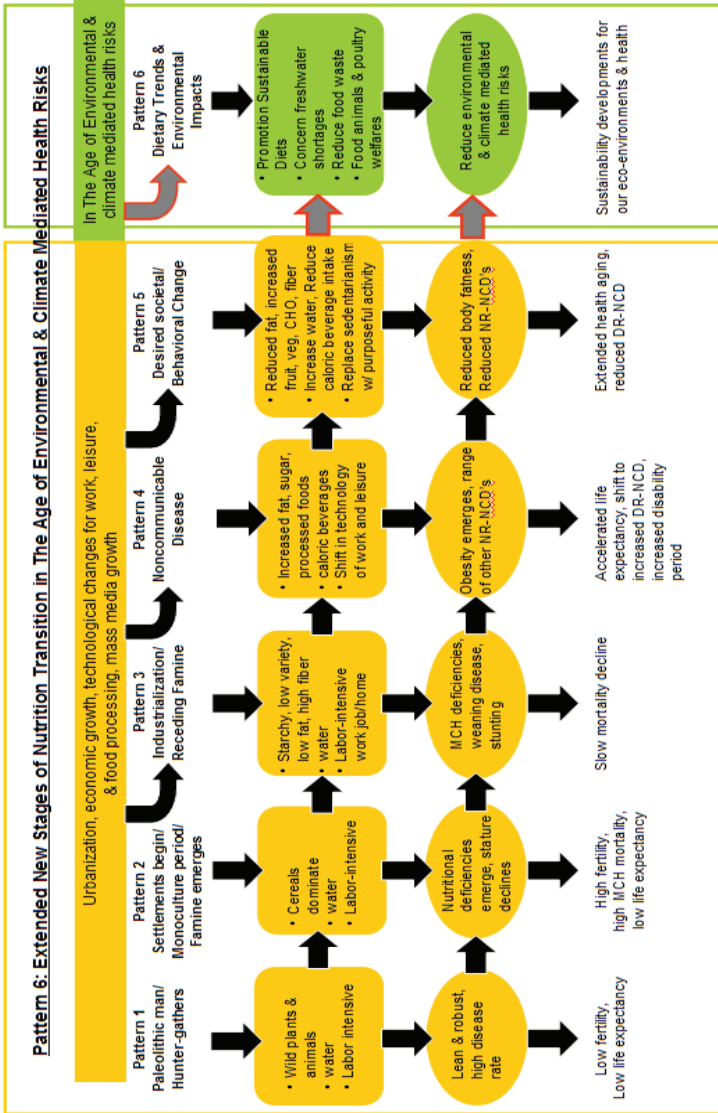 Pattern 6: Extended New Stages of Nutrition Transition in The Age of Environmental & Climate Mediated Health Risks
Urbanization, economic growth, technological changes for work, leisure,
& food processing, mass media growth
In The Age of Environmental &
climate mediated health risks
Pattern 1
Paleolithic man/
Hunter-gathers
Pattern 2
Settlements begin/
Monoculture period/
Famine emerges
Pattern 3
Industrialization/
Receding Famine
Pattern 4
Noncommunicable
Disease
Pattern 5
Desired societal/
Behavioral Change
Pattern 6
Dietary Trends &
Environmental
Impacts
• Wild plants &
animals
• water
• Labor intensive
• Cereals
dominate
• water
• Labor-intensive
• Starchy, low variety,
low fat, high fiber
• water
• Labor-intensive
work job/home
• Increased fat, sugar,
processed foods
• caloric beverages
• Shift in technology
of work and leisure
• Reduced fat, increased
fruit, veg, CHO, fiber
• Increase water, Reduce
caloric beverage intake
• Replace sedentarianism
w/ purposeful activity
• Promotion Sustainable
Diets
• Concern freshwater
shortages
• Reduce food waste
• Food animals & poultry
welfares
Lean & robust,
high disease
rate
Nutritional
deficiencies
emerge, stature
declines
MCH deficiencies,
weaning disease,
stunting
Obesity emerges, range
of other NR-NCD's
Reduced body fatness,
Reduced NR-NCD's
Reduce environmental
& climate mediated
health risks
Low fertility,
Low life expectancy
High fertility,
high MCH mortality,
low life expectancy
Slow mortality decline
Accelerated life
expectancy, shift to
increased DR-NCD,
increased disability
period
Extended health aging,
reduced DR-NCD
Sustainability developments for
our eco-environments & health